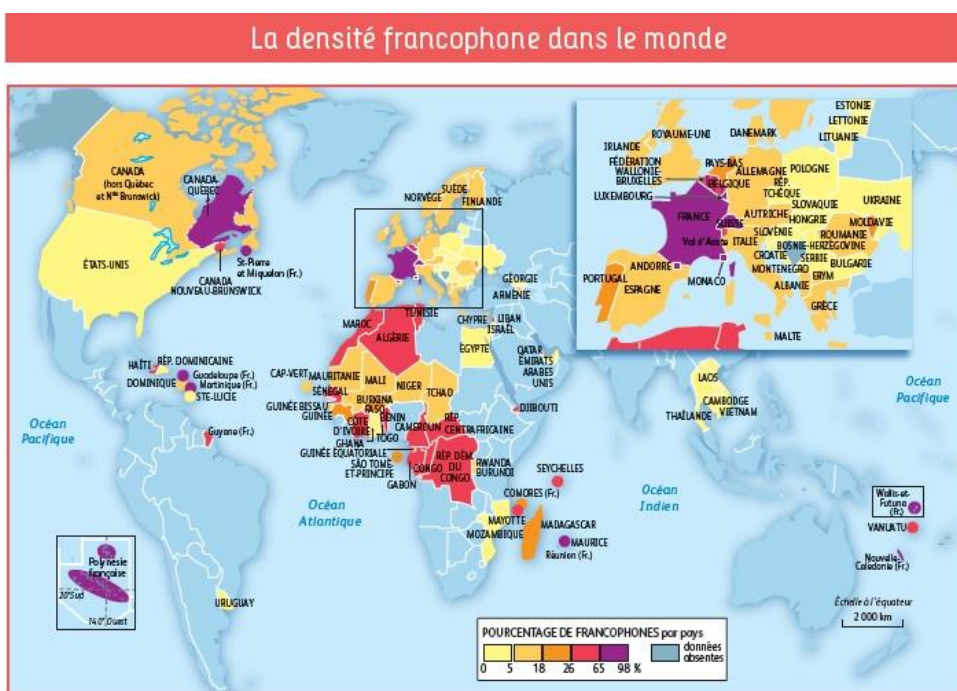 La densité francophone dans le monde
CANADA
(hors Québec
et Nᵉᵃᵘ Brunswick)
CANADA-
QUÉBEC
ÉTATS-UNIS
St-Pierre
et Miquelon (Fr.)
CANADA
NOUVEAU-BRUNSWICK
HAÏTI
RÉP. DOMINICAINE
Guadeloupe (Fr.)
DOMINIQUE
Martinique (Fr.)
STE-LUCIE
Guyane (Fr.)
Océan
Pacifique
Polynésie
française
20°Sud
140° Ouest
URUGUAY
NORVÈGE
SUÈDE
FINLANDE
GÉORGIE
ARMÉNIE
TUNISIE
MAROC
ALGÉRIE
CHYPRE
LIBAN
ISRAËL
ÉGYPTE
QATAR
ÉMIRATS
ARABES
UNIS
CAP-VERT
MAURITANIE
MALI
NIGER
TCHAD
SÉNÉGAL
GUINÉE BISSAU
GUINÉE
BURKINA
FASO
BÉNIN
CÔTE
D'IVOIRE
GHANA
TOGO
CAMEROUN
RÉP.
CENTRAFRICAINE
DJIBOUTI
GUINÉE ÉQUATORIALE
SÃO TOMÉ-
ET-PRINCIPE
GABON
CONGO
RÉP. DÉM.
DU
CONGO
RWANDA
BURUNDI
SEYCHELLES
COMORES (Fr.)
MAYOTTE
MOZAMBIQUE
MADAGASCAR
MAURICE
Réunion (Fr.)
Océan
Atlantique
Océan
Indien
LAOS
CAMBODGE
THAÏLANDE
VIETNAM
Océan
Pacifique
Wallis-et-
Futuna
(Fr.)
VANUATU
Nouvelle-
Calédonie (Fr.)
Échelle à l'équateur
2 000 km
ESTONIE
LETTONIE
LITUANIE
ROYAUME-UNI
DANEMARK
IRLANDE
FÉDÉRATION
WALLONIE-
BRUXELLES
PAYS-BAS
ALLEMAGNE
POLOGNE
BELGIQUE
LUXEMBOURG
RÉP.
TCHÈQUE
SLOVAQUIE
UKRAINE
FRANCE
SUISSE
AUTRICHE
HONGRIE
MOLDAVIE
Val d'Aoste
ITALIE
SLOVÉNIE
ROUMANIE
BOSNIE-HERZÉGOVINE
CROATIE
SERBIE
BULGARIE
ANDORRE
MONACO
MONTENEGRO
ERYM
PORTUGAL
ESPAGNE
ALBANIE
GRÈCE
MALTE
POURCENTAGE DE FRANCOPHONES par pays
données
absentes
0 5 18 26 65 98 %